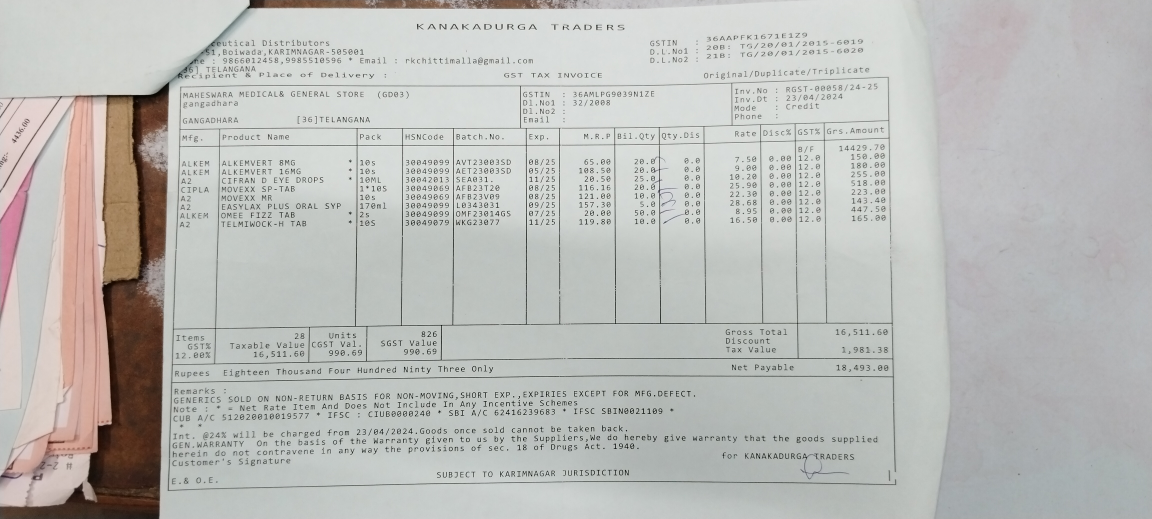 KANAKADURGA TRADERS
ceutical Distributors
-51,Boiwada,KARIMNAGAR-505001
: 9866012458,9985510596 * Email : rkchittimalla@gmail.com
TELANGANA
GSTIN : 36AAPFK1671E1Z9
D.L.No1 : 20B: TG/20/01/2015-6019
D.L.No2 : 21B: TG/20/01/2015-6020
Recipient & Place of Delivery : GST TAX INVOICE Original/Duplicate/Triplicate
MAHESWARA MEDICAL& GENERAL STORE (GD03)
gangadhara
GANGADHARA [36]TELANGANA
GSTIN : 36AMLPG9039N1ZE
Dl.No1 : 32/2008
Dl.No2 :
Email :
Inv.No : RGST-00058/24-25
Inv.Dt : 23/04/2024
Mode : Credit
Phone :
Mfg. Product Name Pack HSNCode Batch.No. Exp. M.R.P Bil.Qty Qty.Dis Rate Disc% GST% Grs.Amount
B/F 14429.70
ALKEM ALKEMVERT 8MG * 10s 30049099 AVT23003SD 08/25 65.00 20.0 0.0 7.50 0.00 12.0 150.00
ALKEM ALKEMVERT 16MG * 10s 30049099 AET23003SD 05/25 108.50 20.0 0.0 9.00 0.00 12.0 180.00
A2 CIFRAN D EYE DROPS * 10ML 30042013 SEA031. 11/25 20.50 25.0 0.0 10.20 0.00 12.0 255.00
CIPLA MOVEXX SP-TAB 1*10S 30049069 AFB23T20 08/25 116.16 20.0 0.0 25.90 0.00 12.0 518.00
A2 MOVEXX MR 10s 30049069 AFB23V09 08/25 121.00 10.0 0.0 22.30 0.00 12.0 223.00
A2 EASYLAX PLUS ORAL SYP 170ml 30049099 L0343031 09/25 157.30 5.0 0.0 28.68 0.00 12.0 143.40
ALKEM OMEE FIZZ TAB * 2s 30049099 OMF23014GS 07/25 20.00 50.0 0.0 8.95 0.00 12.0 447.50
A2 TELMIWOCK-H TAB * 10S 30049079 WKG23077 11/25 119.80 10.0 0.0 16.50 0.00 12.0 165.00
Items 28 Units 826
GST% Taxable Value CGST Val. SGST Value
12.00% 16,511.60 990.69 990.69
Gross Total 16,511.60
Discount
Tax Value 1,981.38
Rupees Eighteen Thousand Four Hundred Ninty Three Only Net Payable 18,493.00
Remarks :
GENERICS SOLD ON NON-RETURN BASIS FOR NON-MOVING,SHORT EXP.,EXPIRIES EXCEPT FOR MFG.DEFECT.
Note : * = Net Rate Item And Does Not Include In Any Incentive Schemes
CUB A/C 512020010019577 * IFSC : CIUB0000240 * SBI A/C 62416239683 * IFSC SBIN0021109 *
* *
Int. @24% will be charged from 23/04/2024.Goods once sold cannot be taken back.
GEN.WARRANTY On the basis of the Warranty given to us by the Suppliers,We do hereby give warranty that the goods supplied
herein do not contravene in any way the provisions of sec. 18 of Drugs Act. 1940.
Customer's Signature for KANAKADURGA TRADERS
E.& O.E. SUBJECT TO KARIMNAGAR JURISDICTION
4436.00